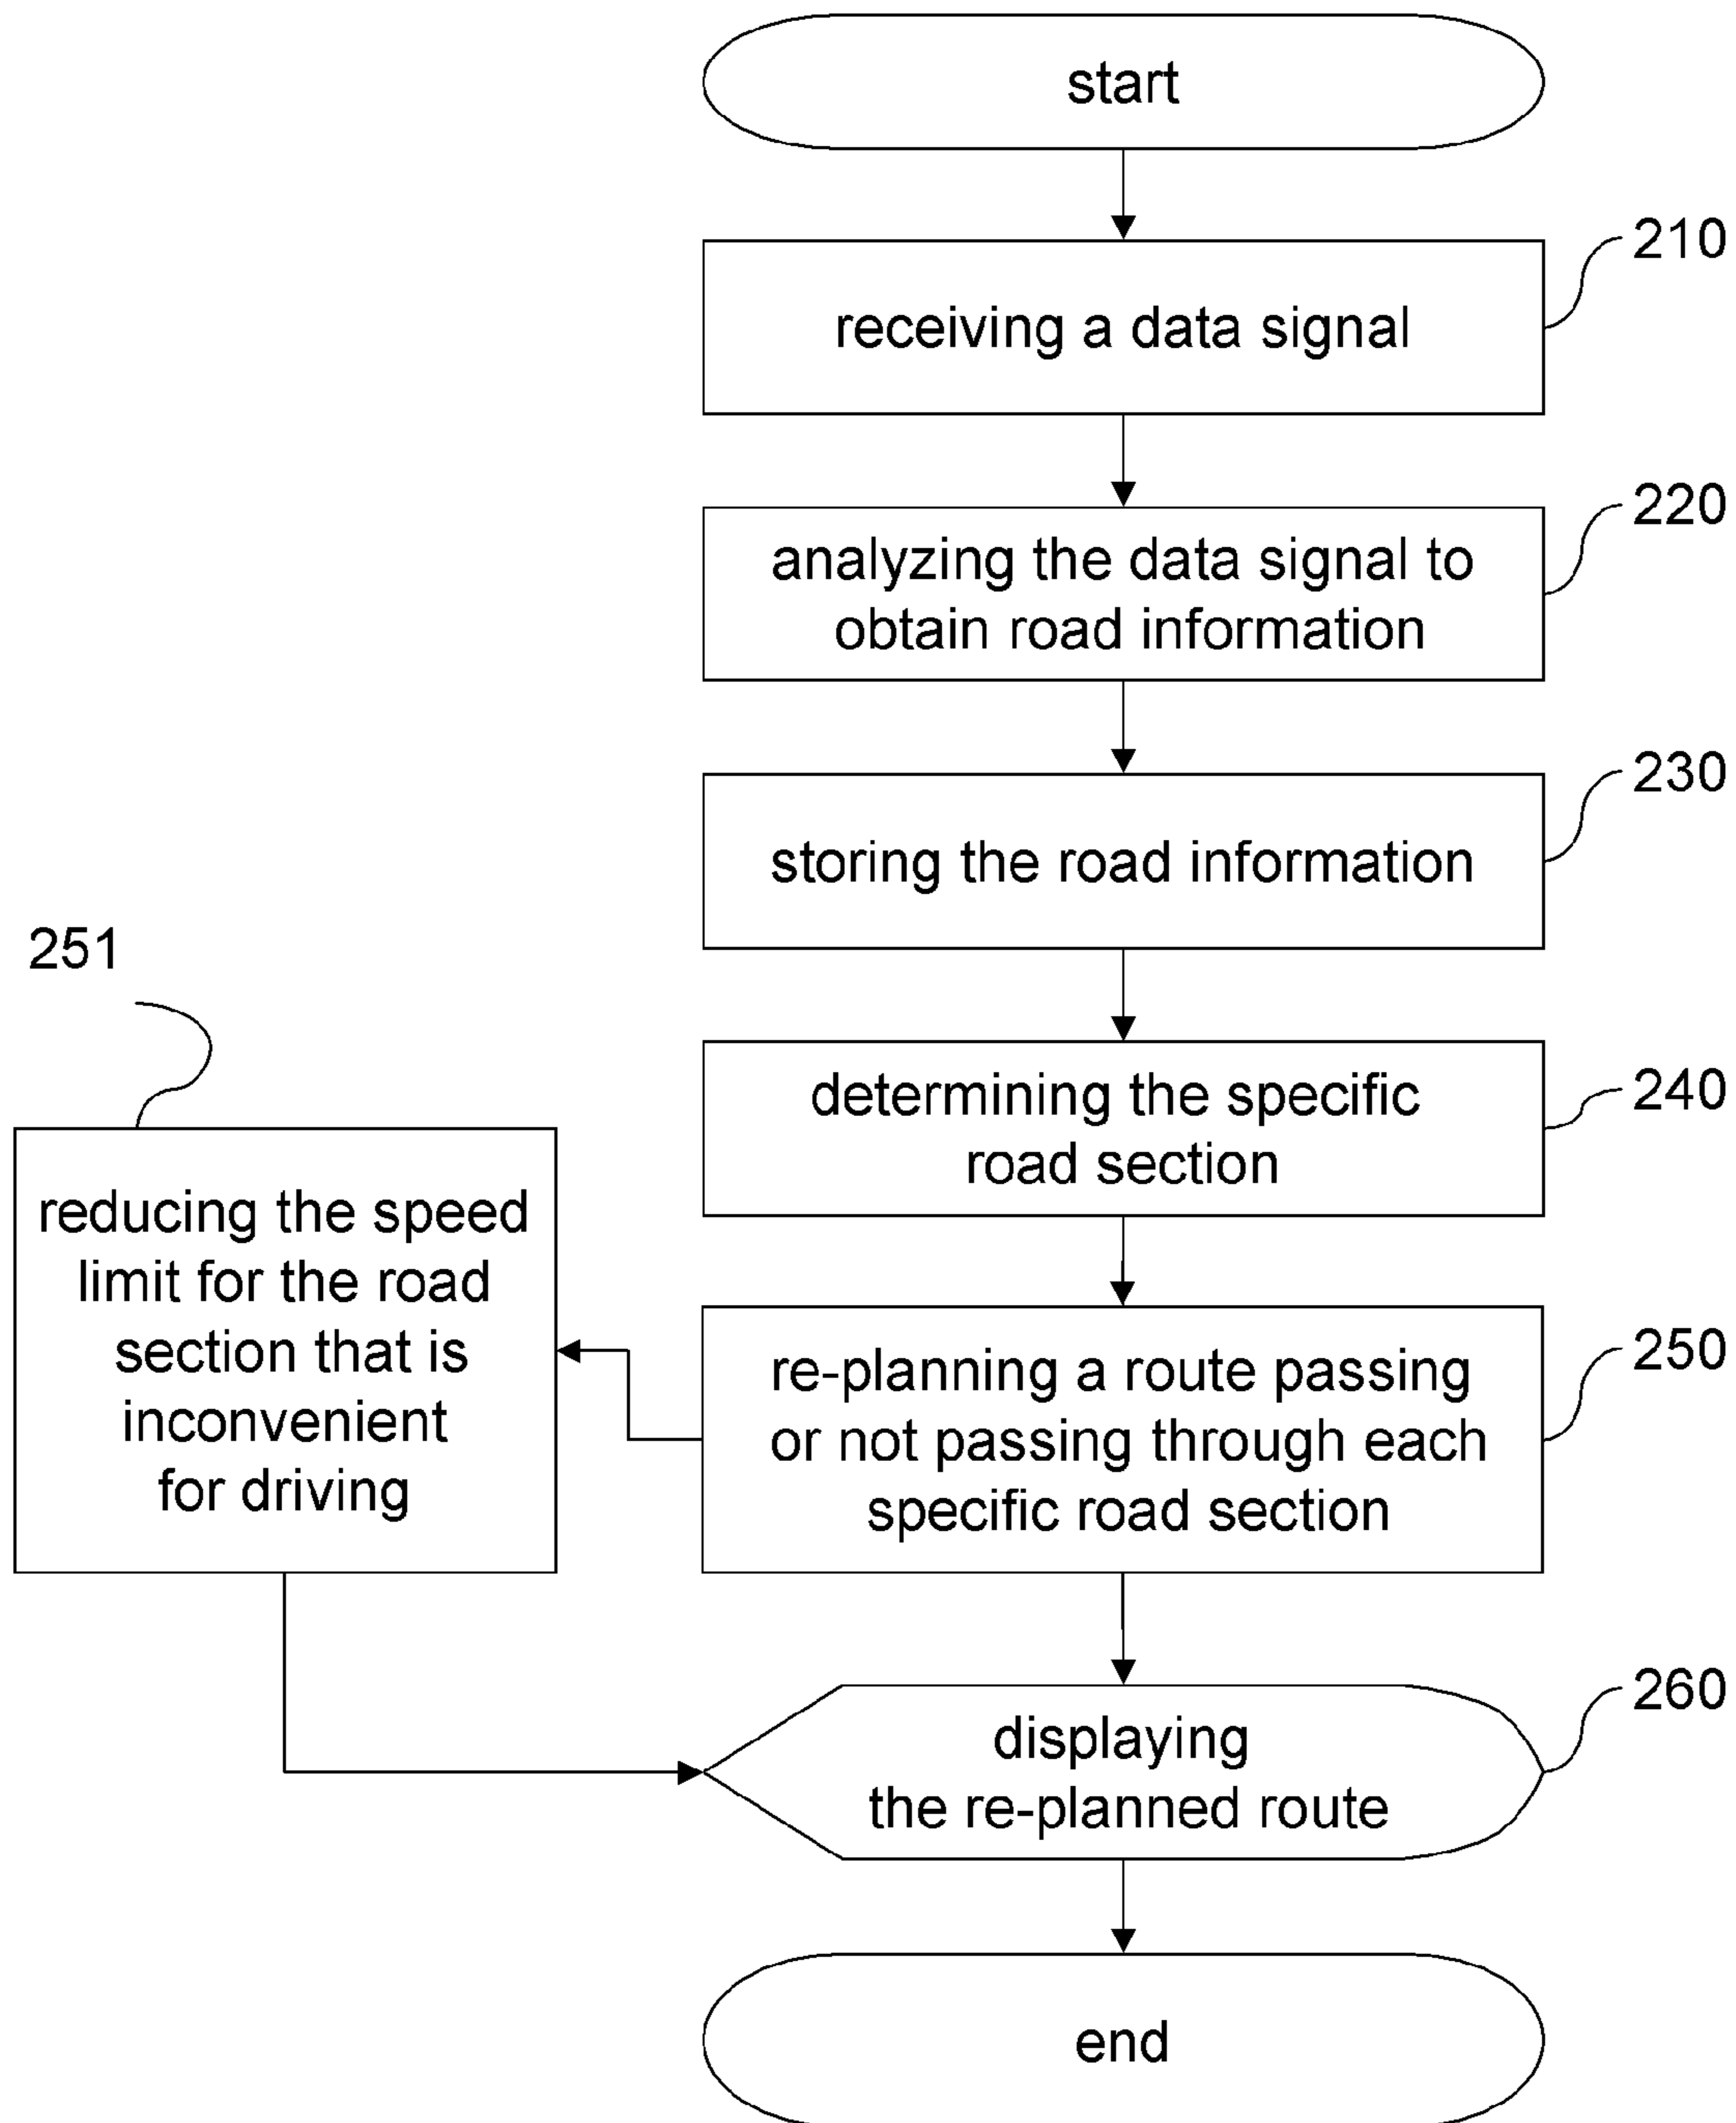 start
210
receiving a data signal
220
analyzing the data signal to
obtain road information
230
storing the road information
251
240
determining the specific
road section
reducing the speed
limit for the road
section that is
inconvenient
for driving
250
re-planning a route passing
or not passing through each
specific road section
260
displaying
the re-planned route
end